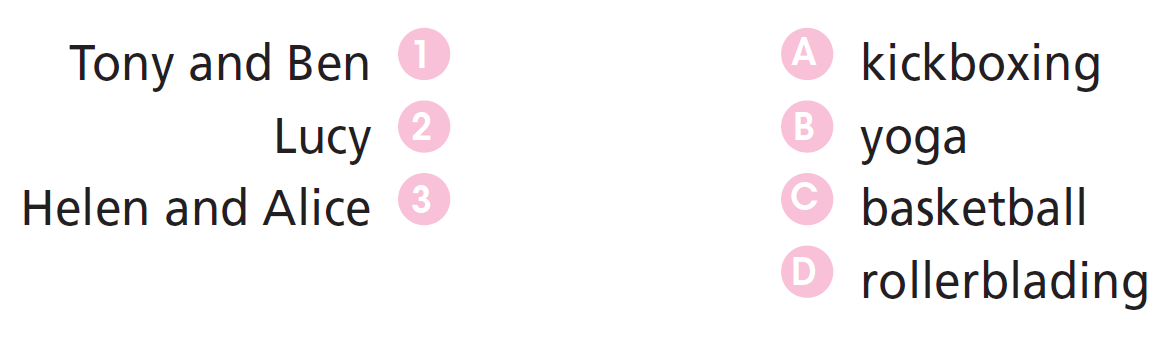 Tony and Ben 1 A kickboxing
Lucy 2 B yoga
Helen and Alice 3 C basketball
D rollerblading